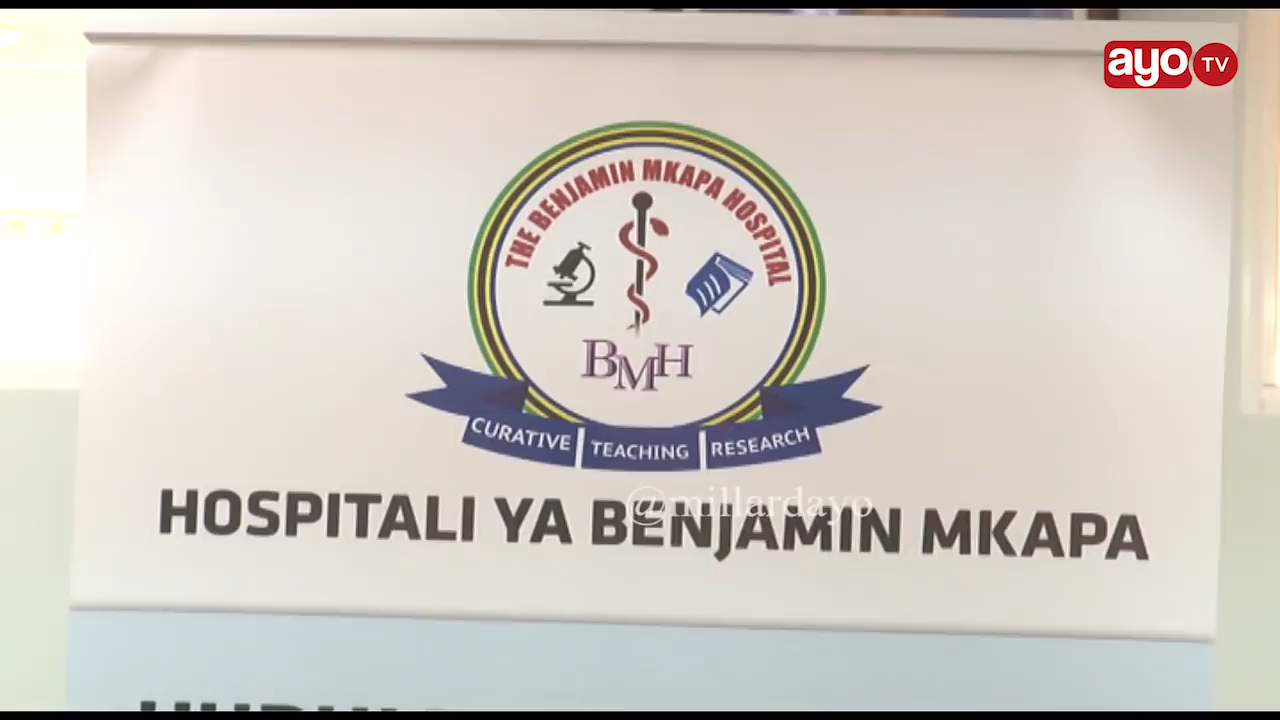 ayo TV
THE BENJAMIN MKAPA HOSPITAL
BMH
CURATIVE TEACHING RESEARCH
@millardayo
HOSPITALI YA BENJAMIN MKAPA